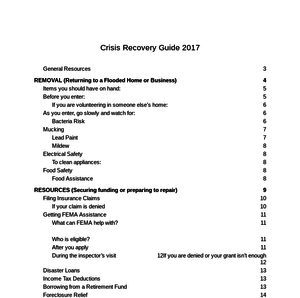 Crisis Recovery Guide 2017
General Resources 3
REMOVAL (Returning to a Flooded Home or Business) 4
Items you should have on hand: 5
Before you enter: 5
If you are volunteering in someone else's home: 6
As you enter, go slowly and watch for: 6
Bacteria Risk 6
Mucking 7
Lead Paint 7
Mildew 8
Electrical Safety 8
To clean appliances: 8
Food Safety 8
Food Assistance 8
RESOURCES (Securing funding or preparing to repair) 9
Filing Insurance Claims 10
If your claim is denied 10
Getting FEMA Assistance 11
What can FEMA help with? 11
Who is eligible? 11
After you apply 11
During the inspector's visit 12If you are denied or your grant isn't enough
12
Disaster Loans 13
Income Tax Deductions 13
Borrowing from a Retirement Fund 13
Foreclosure Relief 14